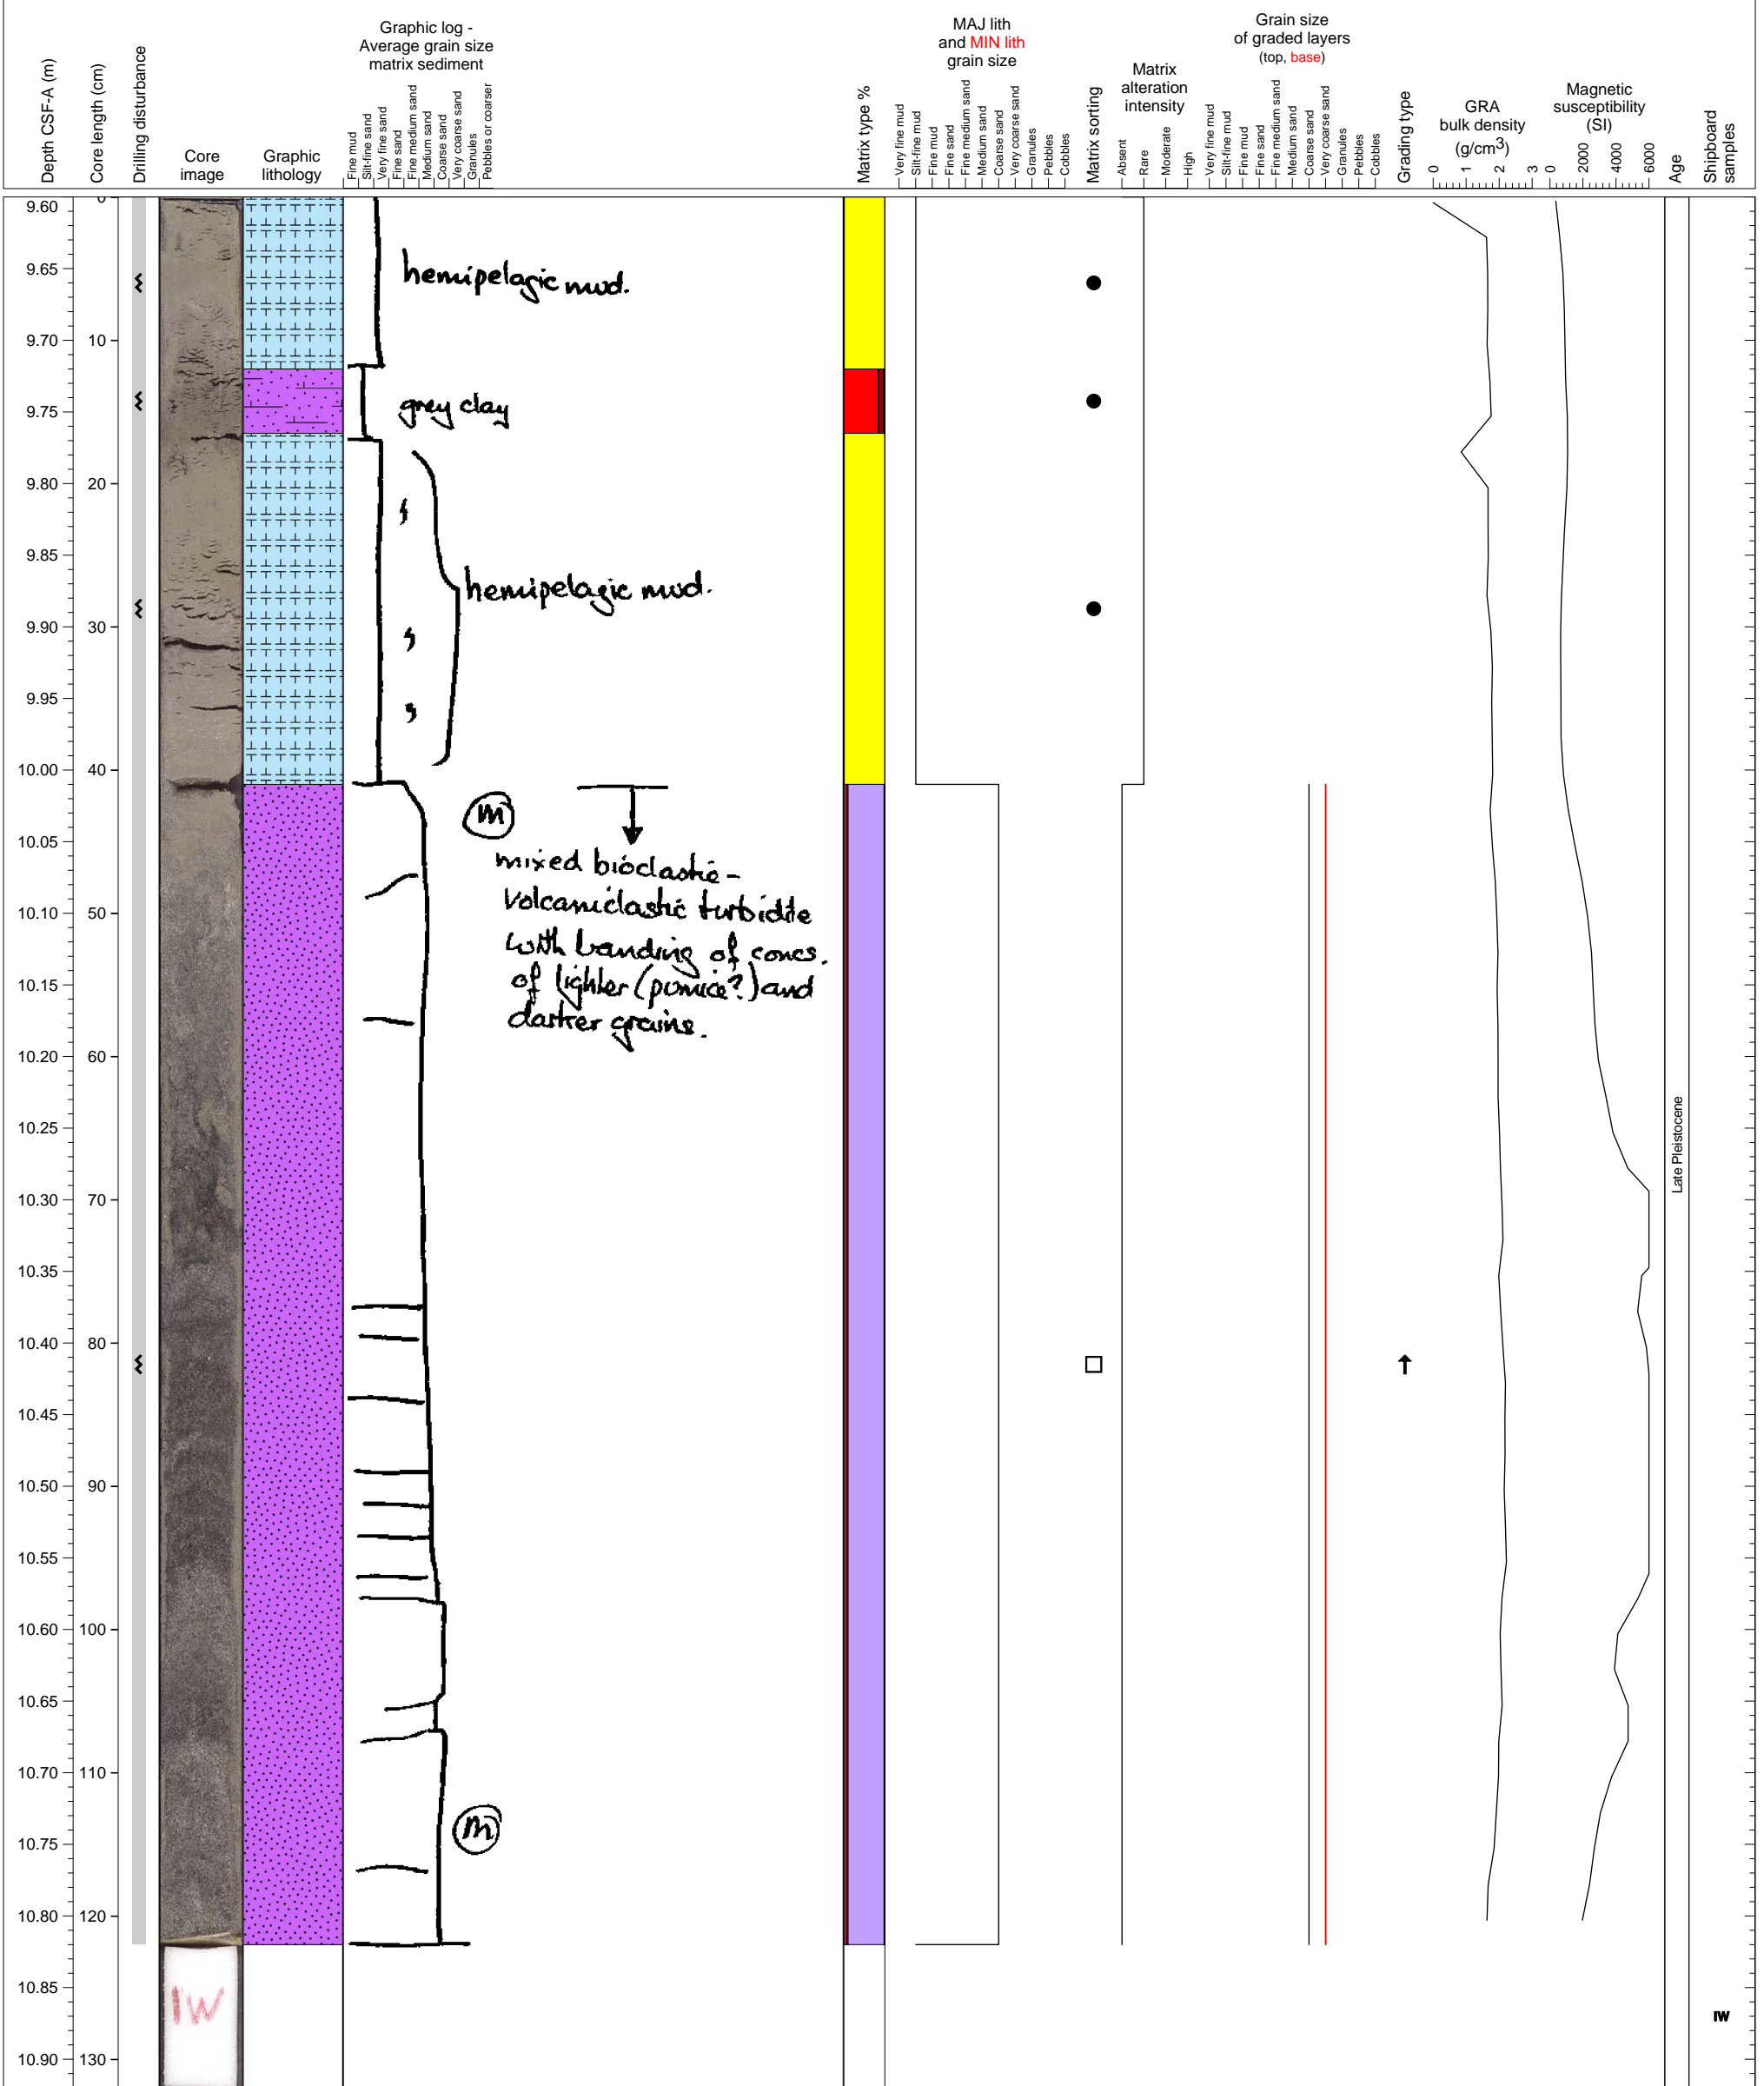 Depth CSF-A (m)
Core length (cm)
Drilling disturbance
Core
image
Graphic
lithology
Graphic log -
Average grain size
matrix sediment
Fine mud
Silt-fine sand
Very fine sand
Fine sand
Fine medium sand
Medium sand
Coarse sand
Very coarse sand
Granules
Pebbles or coarser
Matrix type %
MAJ lith
and MIN lith
grain size
Very fine mud
Silt-fine mud
Fine mud
Fine sand
Fine medium sand
Medium sand
Coarse sand
Very coarse sand
Granules
Pebbles
Cobbles
Matrix sorting
Matrix
alteration
intensity
Absent
Rare
Moderate
High
Grain size
of graded layers
(top, base)
Very fine mud
Silt-fine mud
Fine mud
Fine sand
Fine medium sand
Medium sand
Coarse sand
Very coarse sand
Granules
Pebbles
Cobbles
Grading type
GRA
bulk density
(g/cm3)
0 1 2 3
Magnetic
susceptibility
(SI)
0 2000 4000 6000
Age
Shipboard
samples
9.60 0
9.65
9.70 10
9.75
9.80 20
9.85
9.90 30
9.95
10.00 40
10.05
10.10 50
10.15
10.20 60
10.25
10.30 70
10.35
10.40 80
10.45
10.50 90
10.55
10.60 100
10.65
10.70 110
10.75
10.80 120
10.85
10.90 130
hemipelagic mud.
grey clay
hemipelagic mud.
m
mixed bioclastic-
volcaniclastic turbidite
with banding of concs.
of lighter (pumice?) and
darker grains.
m
Late Pleistocene
IW
IW